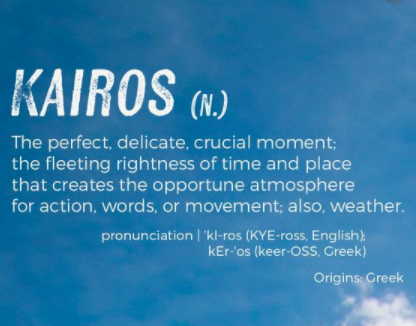 KAIROS (N.)
The perfect, delicate, crucial moment;
the fleeting rightness of time and place
that creates the opportune atmosphere
for action, words, or movement; also, weather.
pronunciation | 'kI-ros (KYE-ross, English);
kEr-'os (keer-OSS, Greek)
Origins: Greek